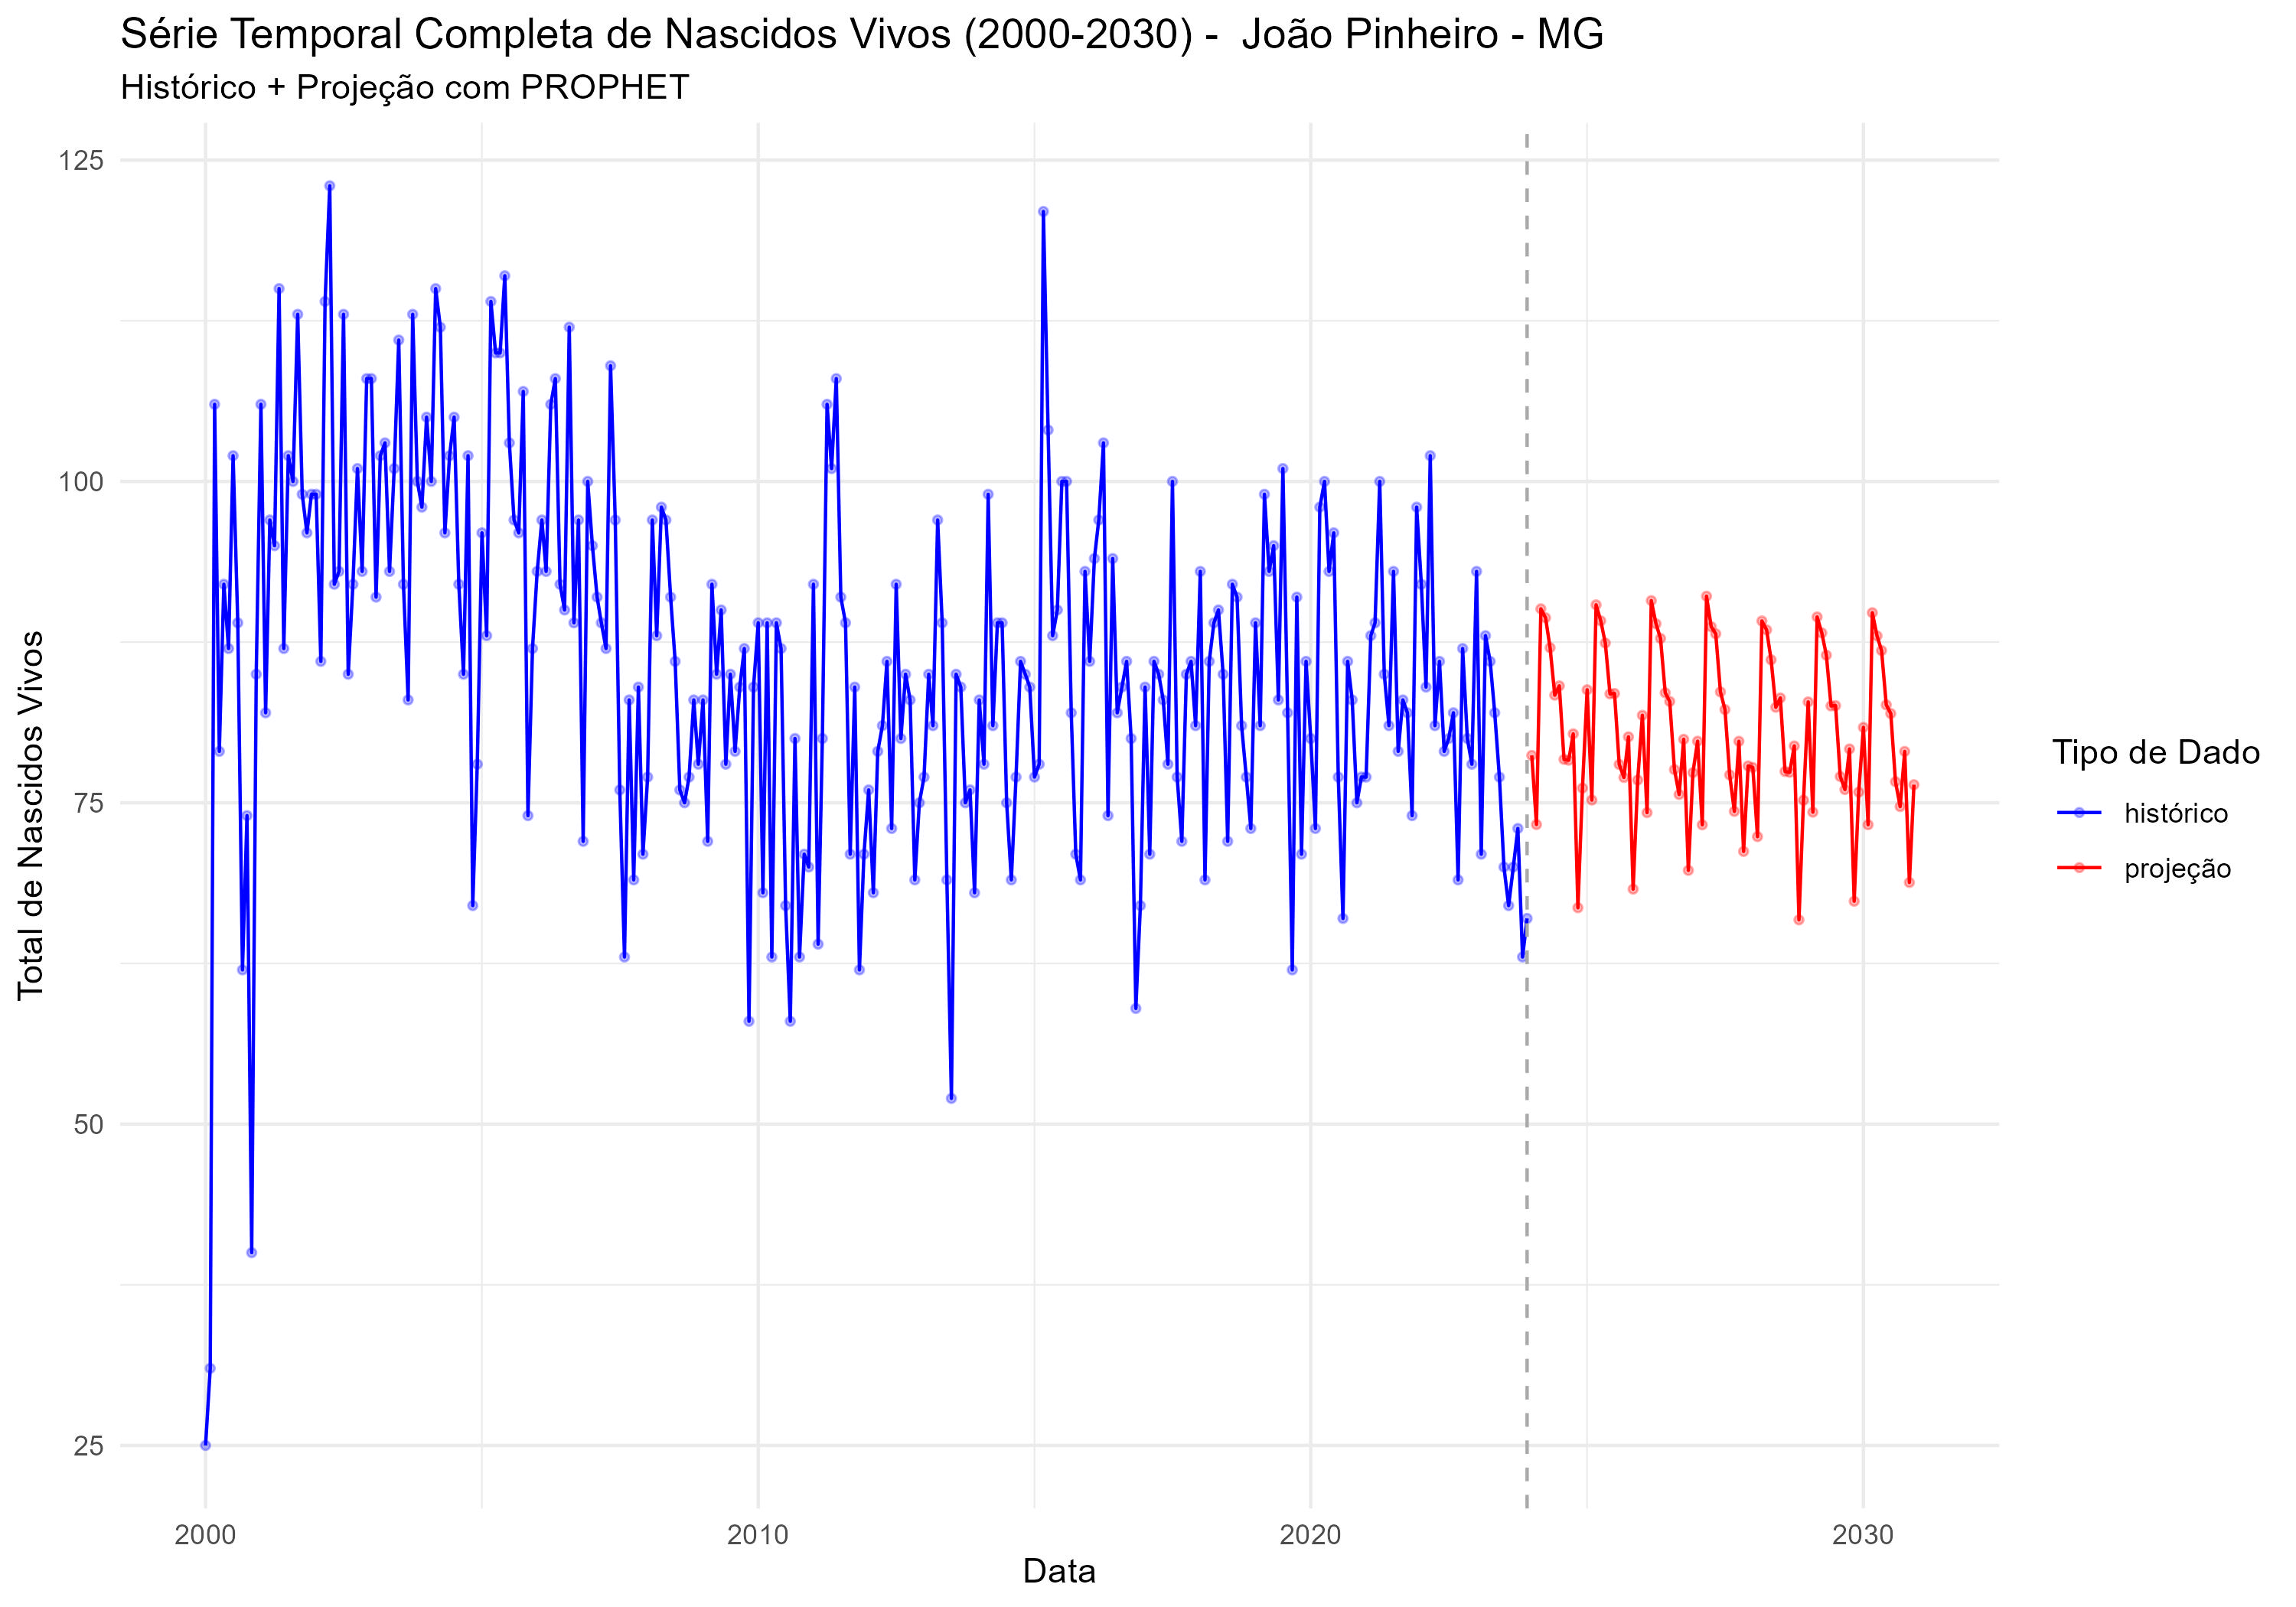 Série Temporal Completa de Nascidos Vivos (2000-2030) -  João Pinheiro - MG
Histórico + Projeção com PROPHET
125
100
75
50
25
Total de Nascidos Vivos
2000
2010
2020
2030
Data
Tipo de Dado
histórico
projeção